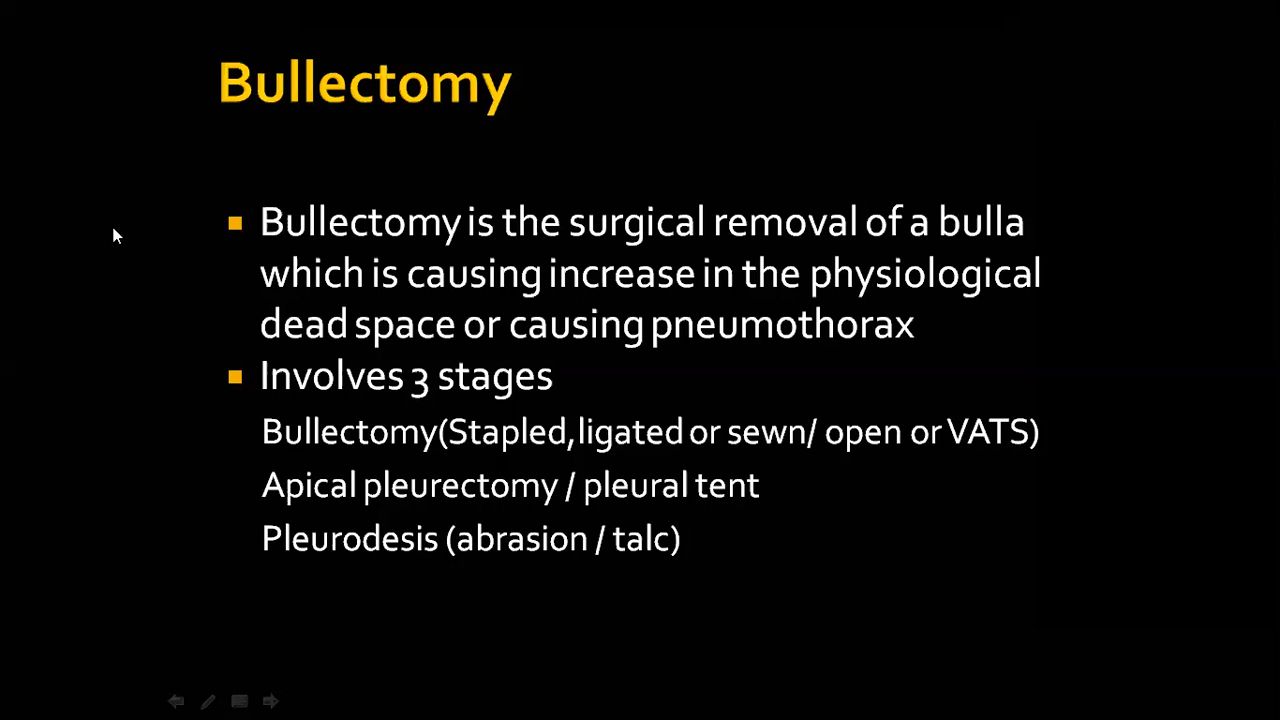 Bullectomy
Bullectomy is the surgical removal of a bulla
which is causing increase in the physiological
dead space or causing pneumothorax
Involves 3 stages
Bullectomy(Stapled,ligated or sewn/ open or VATS)
Apical pleurectomy / pleural tent
Pleurodesis (abrasion / talc)